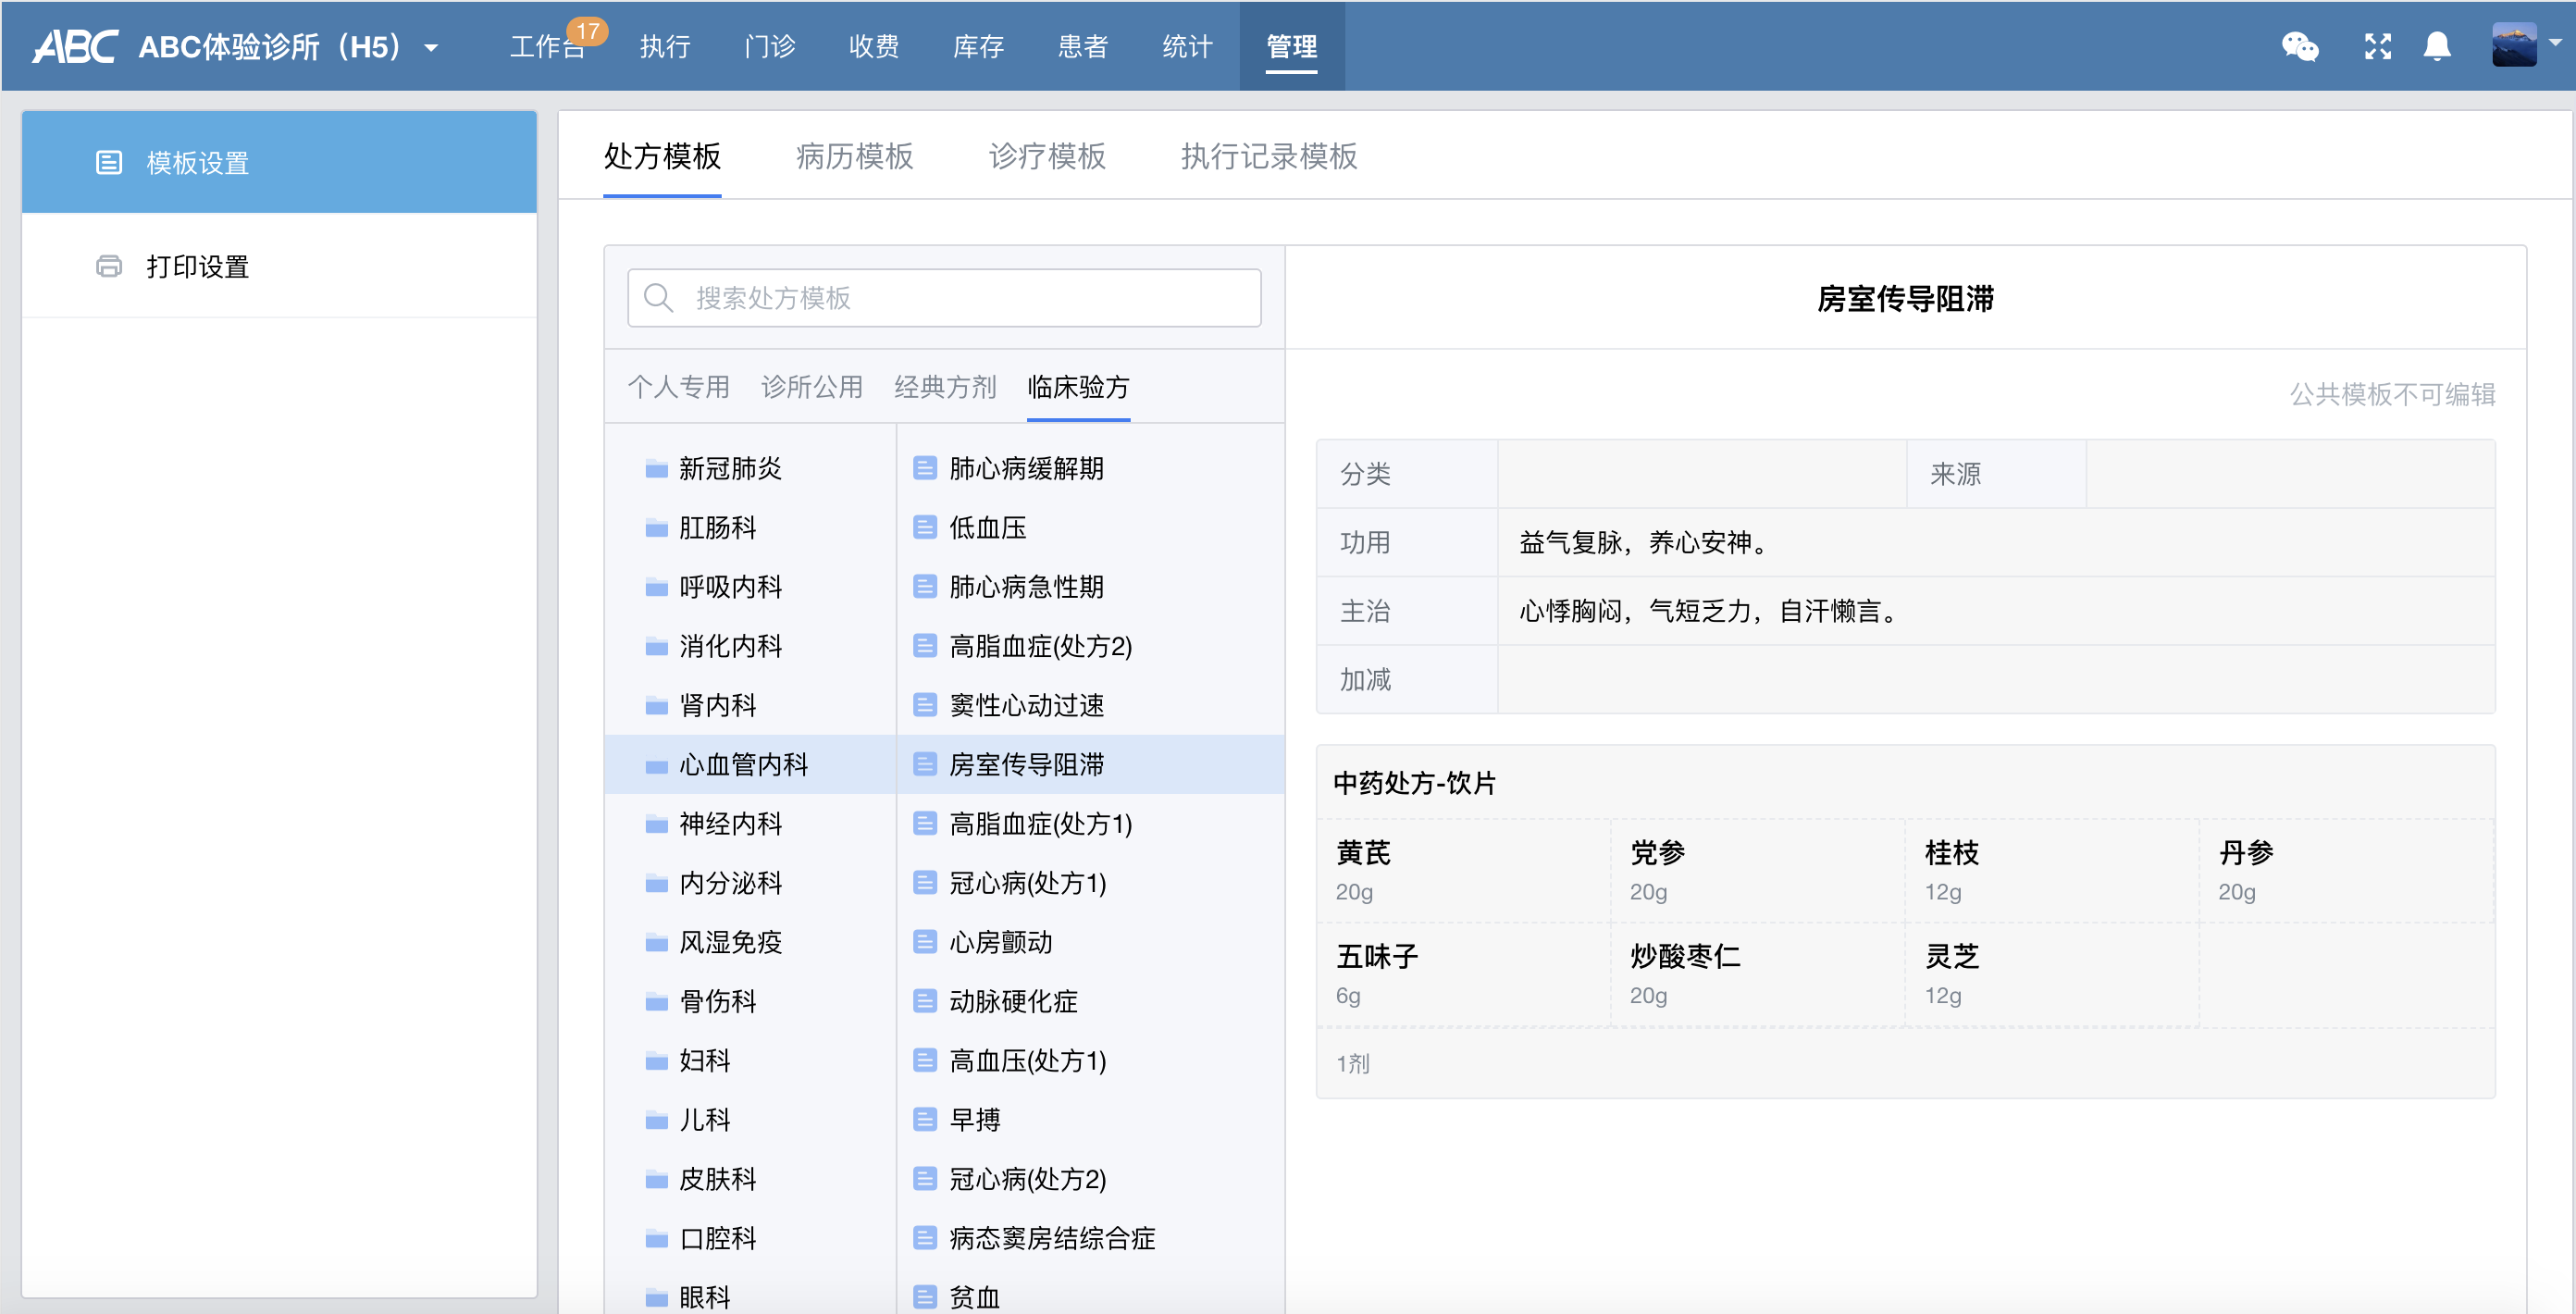 ABC ABC体验诊所（H5） 工作台 17 执行 门诊 收费 库存 患者 统计 管理
模板设置
打印设置
处方模板 病历模板 诊疗模板 执行记录模板
搜索处方模板
个人专用 诊所公用 经典方剂 临床验方
新冠肺炎
肛肠科
呼吸内科
消化内科
肾内科
心血管内科
神经内科
内分泌科
风湿免疫
骨伤科
妇科
儿科
皮肤科
口腔科
眼科
肺心病缓解期
低血压
肺心病急性期
高脂血症(处方2)
窦性心动过速
房室传导阻滞
高脂血症(处方1)
冠心病(处方1)
心房颤动
动脉硬化症
高血压(处方1)
早搏
冠心病(处方2)
病态窦房结综合症
贫血
房室传导阻滞
公共模板不可编辑
分类 来源
功用 益气复脉，养心安神。
主治 心悸胸闷，气短乏力，自汗懒言。
加减
中药处方-饮片
黄芪 党参 桂枝 丹参
20g 20g 12g 20g
五味子 炒酸枣仁 灵芝
6g 20g 12g
1剂